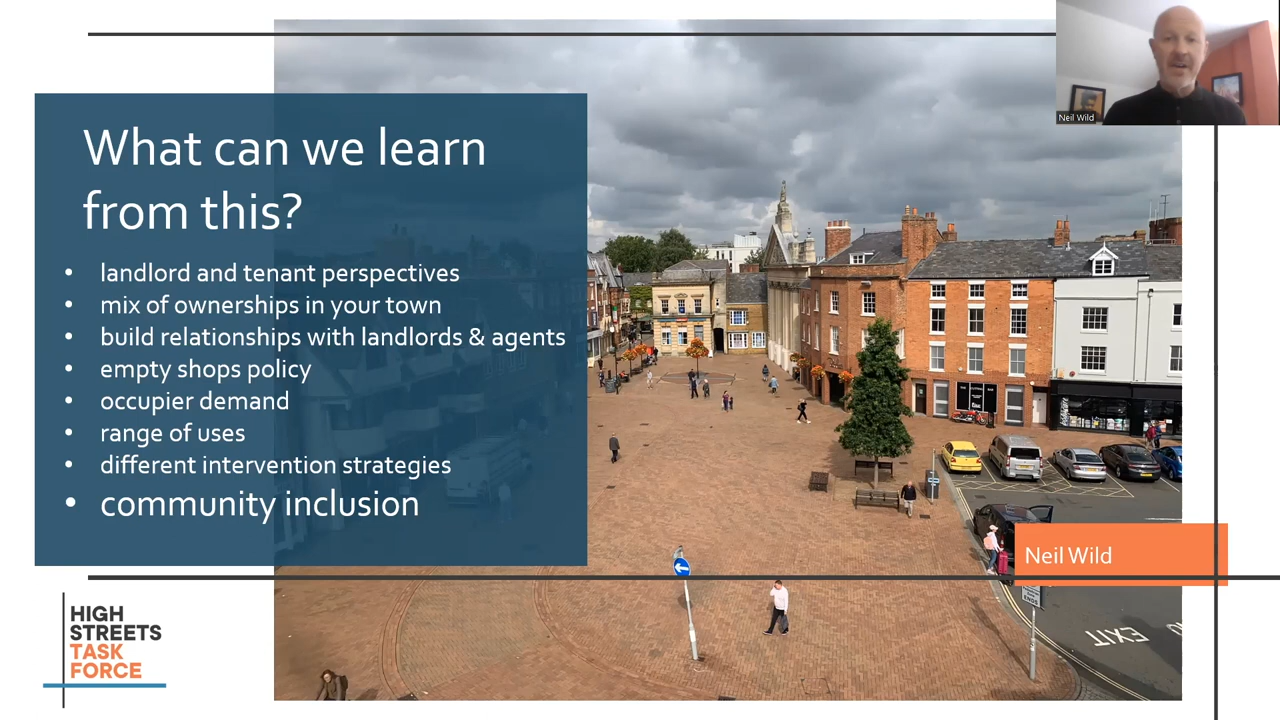 Neil Wild
What can we learn
from this?
• landlord and tenant perspectives
• mix of ownerships in your town
• build relationships with landlords & agents
• empty shops policy
• occupier demand
• range of uses
• different intervention strategies
• community inclusion
Neil Wild
ENDS
EXIT
HIGH
STREETS
TASK
FORCE